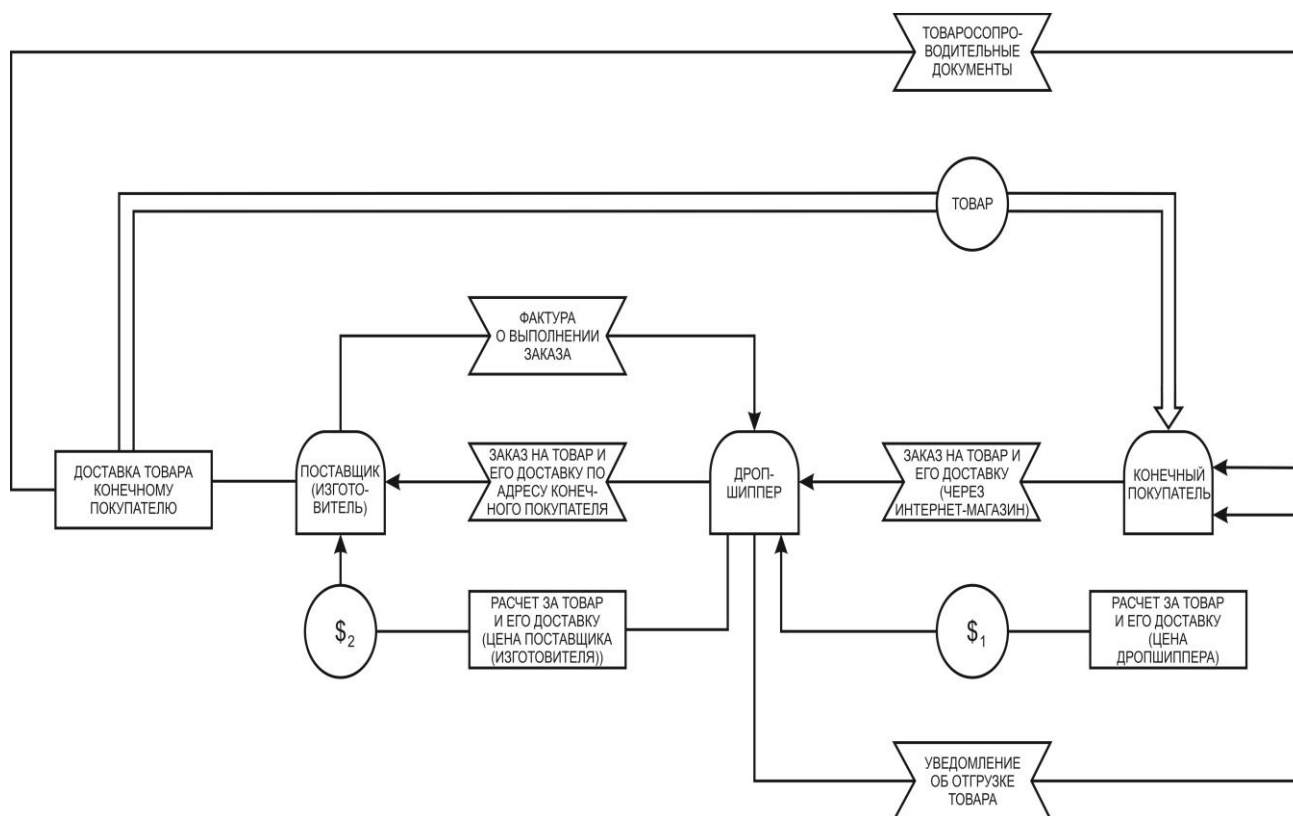 ТОВАРОСОПРО-
ВОДИТЕЛЬНЫЕ
ДОКУМЕНТЫ
ТОВАР
ФАКТУРА
О ВЫПОЛНЕНИИ
ЗАКАЗА
ДОСТАВКА ТОВАРА
КОНЕЧНОМУ
ПОКУПАТЕЛЮ
ПОСТАВЩИК
(ИЗГОТО-
ВИТЕЛЬ)
ЗАКАЗ НА ТОВАР И
ЕГО ДОСТАВКУ ПО
АДРЕСУ КОНЕЧ-
НОГО ПОКУПАТЕЛЯ
ДРОП-
ШИППЕР
ЗАКАЗ НА ТОВАР И
ЕГО ДОСТАВКУ
(ЧЕРЕЗ
ИНТЕРНЕТ-МАГАЗИН)
КОНЕЧНЫЙ
ПОКУПАТЕЛЬ
$2
РАСЧЕТ ЗА ТОВАР
И ЕГО ДОСТАВКУ
(ЦЕНА ПОСТАВЩИКА
(ИЗГОТОВИТЕЛЯ))
$1
РАСЧЕТ ЗА ТОВАР
И ЕГО ДОСТАВКУ
(ЦЕНА
ДРОПШИППЕРА)
УВЕДОМЛЕНИЕ
ОБ ОТГРУЗКЕ
ТОВАРА